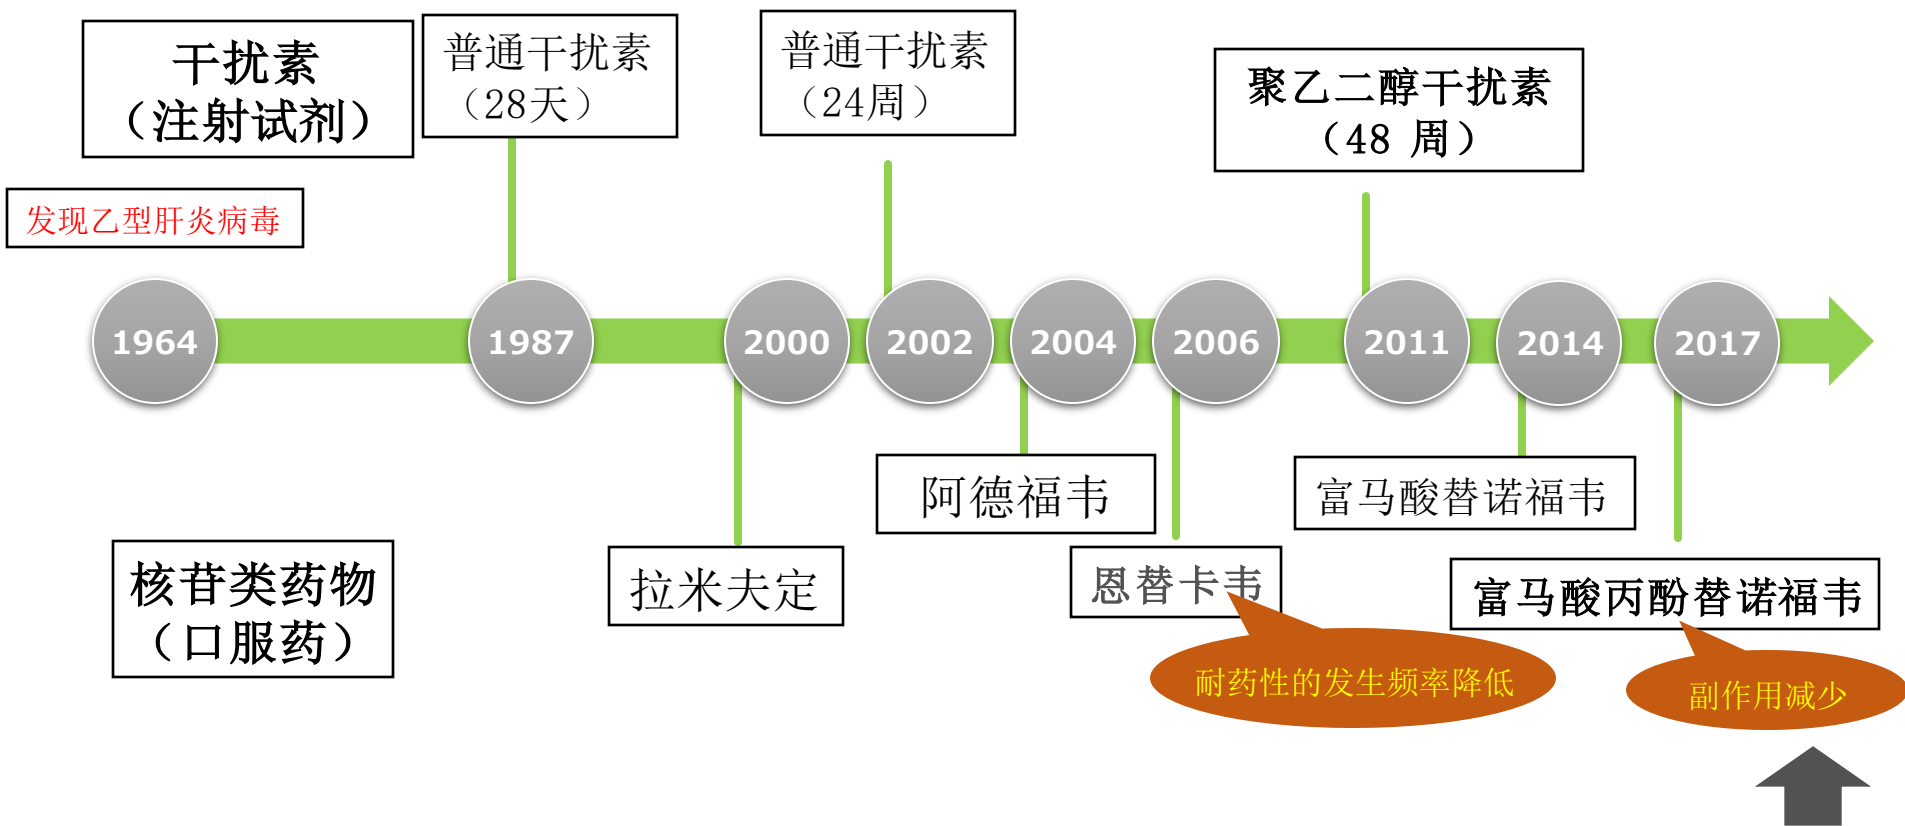 干扰素
（注射试剂）
普通干扰素
（28天）
普通干扰素
（24周）
聚乙二醇干扰素
（48 周）
发现乙型肝炎病毒
1964
1987
2000
2002
2004
2006
2011
2014
2017
核苷类药物
（口服药）
拉米夫定
阿德福韦
恩替卡韦
富马酸替诺福韦
富马酸丙酚替诺福韦
耐药性的发生频率降低
副作用减少